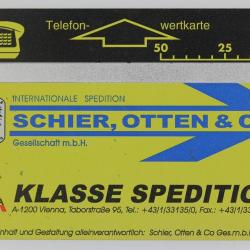 Telefon- wertkarte
50 25
INTERNATIONALE SPEDITION
SCHIER, OTTEN & C
Gesellschaft m.b.H.
KLASSE SPEDITIO
A-1200 Vienna, Taborstraße 95, Tel.: +43/1/33135/0, Fax.: +43/1/3
nhalt und Gestaltung alleinverantwortlich: Schier, Otten & Co Ges.m.b.H.